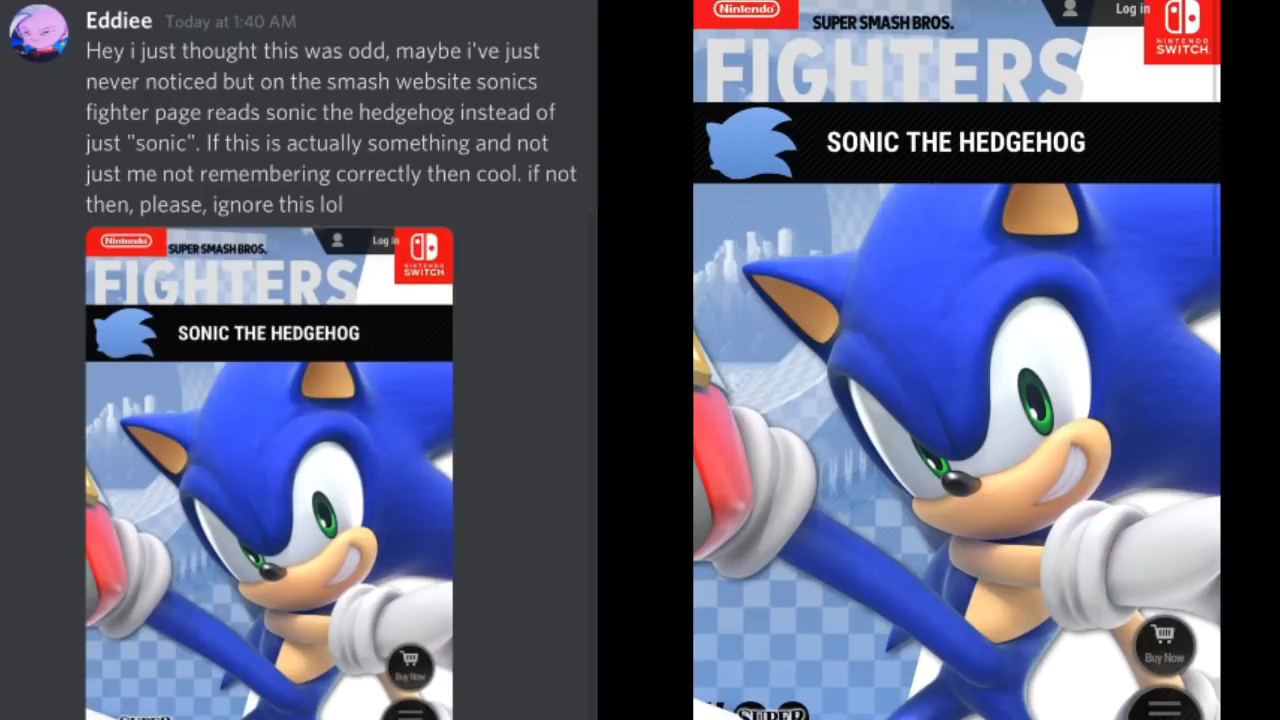 Eddiee Today at 1:40 AM
Hey i just thought this was odd, maybe i've just
never noticed but on the smash website sonics
fighter page reads sonic the hedgehog instead of
just "sonic". If this is actually something and not
just me not remembering correctly then cool. if not
then, please, ignore this lol
Nintendo
SUPER SMASH BROS.
Log in
NINTENDO
SWITCH
FIGHTERS
SONIC THE HEDGEHOG
Buy Now
SUPER
Nintendo
SUPER SMASH BROS.
Log in
NINTENDO
SWITCH
FIGHTERS
SONIC THE HEDGEHOG
Buy Now
SUPER